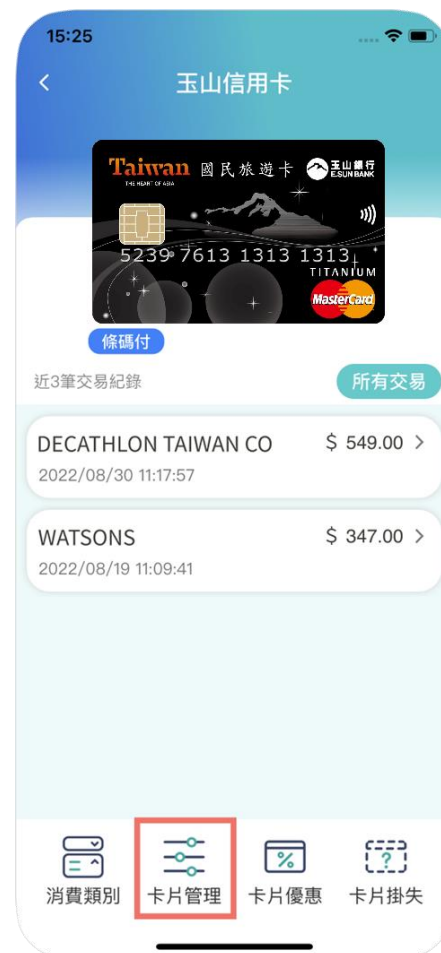 15:25
玉山信用卡
Taiwan 國民旅遊卡 玉山銀行
THE HEART OF ASIA E.SUN BANK
5239 7613 1313 1313
TITANIUM
MasterCard
條碼付
近3筆交易紀錄 所有交易
DECATHLON TAIWAN CO $ 549.00 >
2022/08/30 11:17:57
WATSONS $ 347.00 >
2022/08/19 11:09:41
消費類別 卡片管理 卡片優惠 卡片掛失